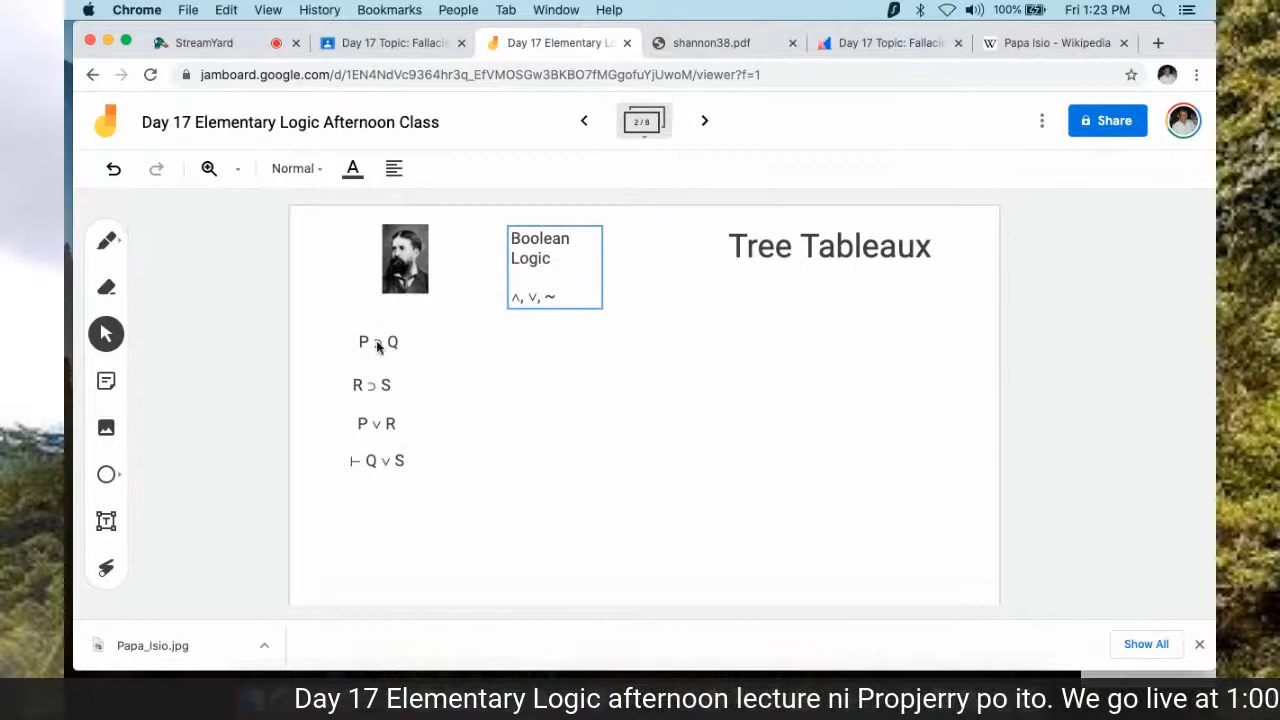 Chrome File Edit View History Bookmarks People Tab Window Help 100% Fri 1:23 PM
StreamYard Day 17 Topic: Fallacie Day 17 Elementary Lo shannon38.pdf Day 17 Topic: Fallacie Papa Isio - Wikipedia
jamboard.google.com/d/1EN4NdVc9364hr3q_EfVMOSGw3BKBO7fMGgofuYjUwoM/viewer?f=1
Day 17 Elementary Logic Afternoon Class 2/8 Share
Normal A
Boolean
Logic
∧, ∨, ~
Tree Tableaux
P ⊃ Q
R ⊃ S
P ∨ R
⊢ Q ∨ S
Papa_Isio.jpg Show All
Day 17 Elementary Logic afternoon lecture ni Propjerry po ito. We go live at 1:00